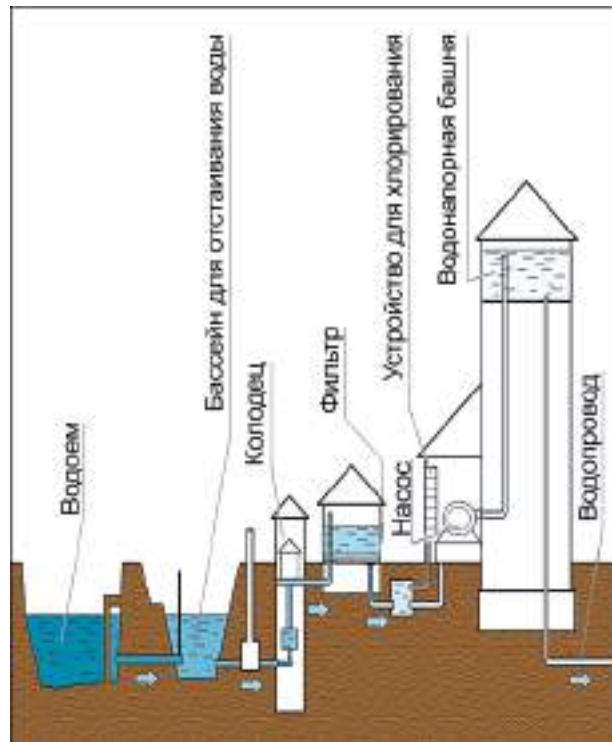 Водоем
Бассейн для отстаивания воды
Колодец
Фильтр
Насос
Устройство для хлорирования
Водонапорная башня
Водопровод